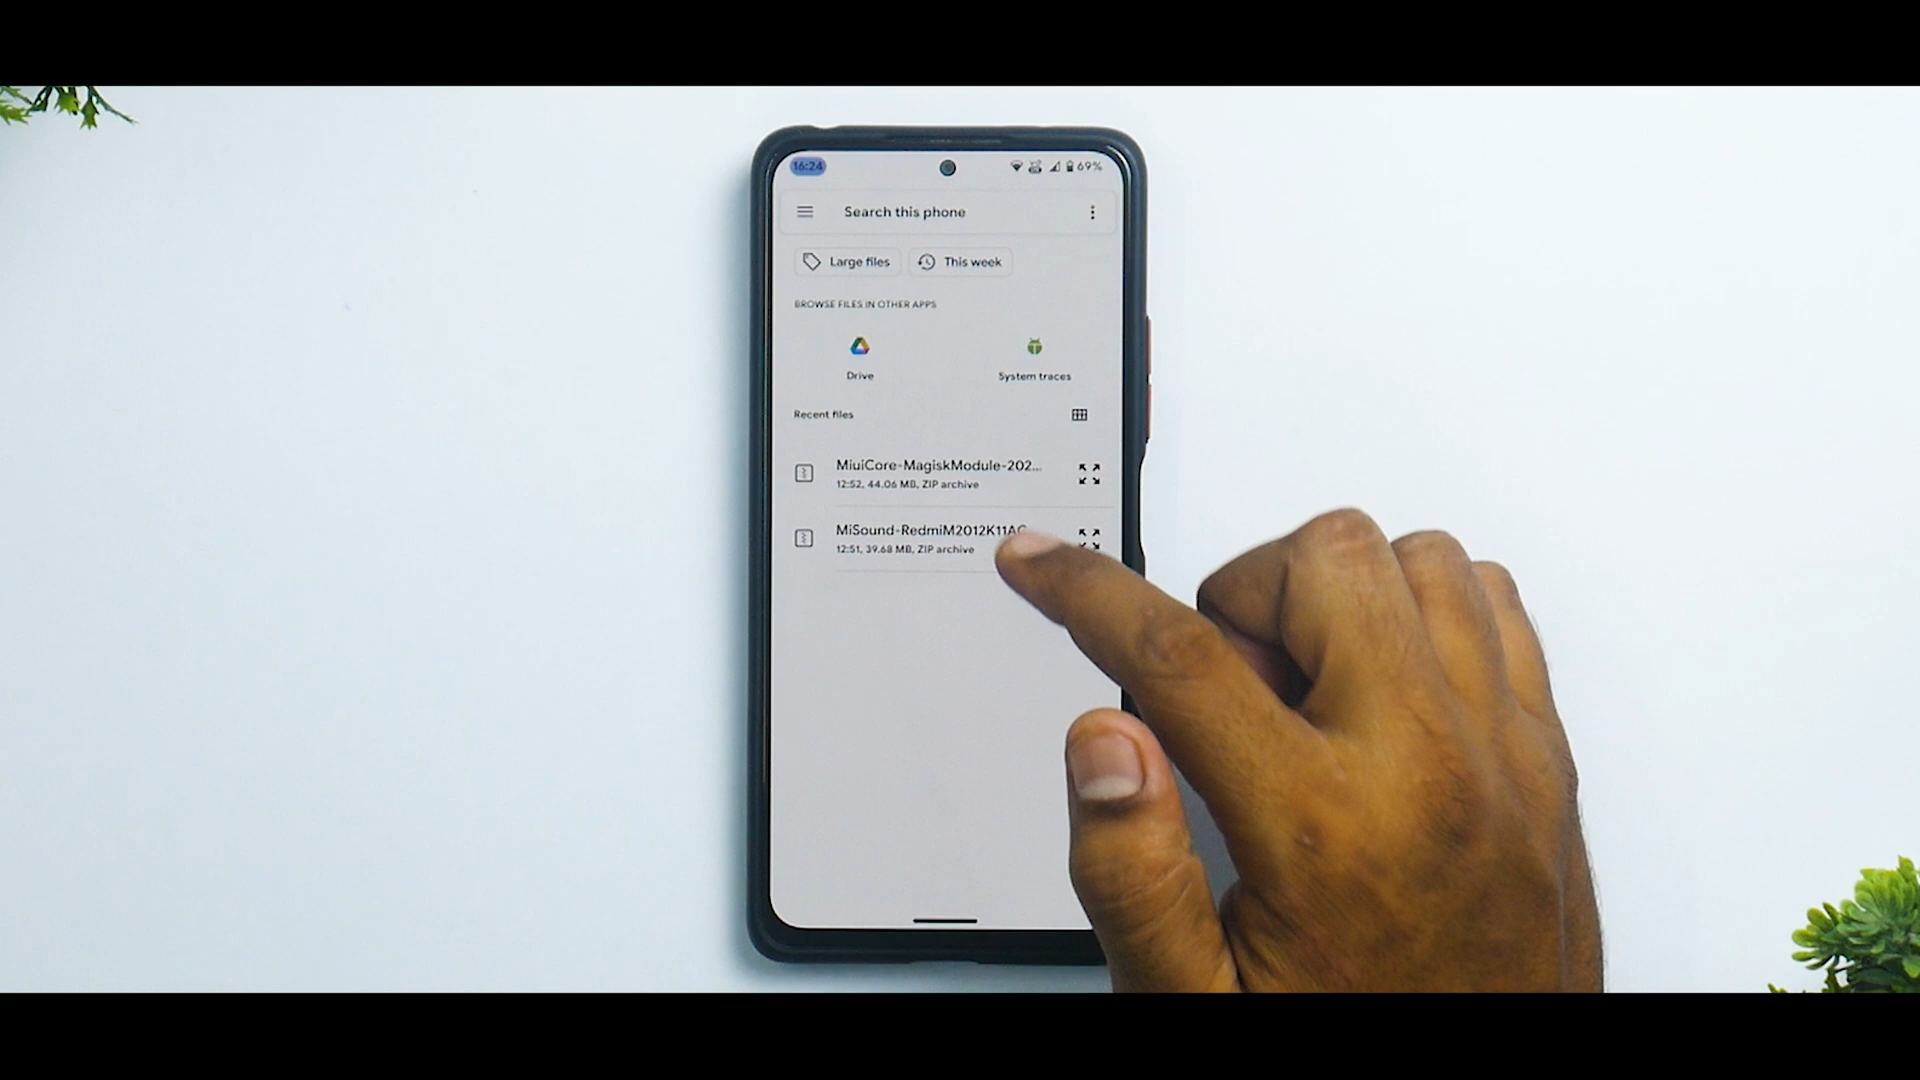 16:24
69%
Search this phone
Large files
This week
BROWSE FILES IN OTHER APPS
Drive
System traces
Recent files
MiuiCore-MagiskModule-202...
12:52, 44.06 MB, ZIP archive
MiSound-RedmiM2012K11AG
12:51, 39.68 MB, ZIP archive